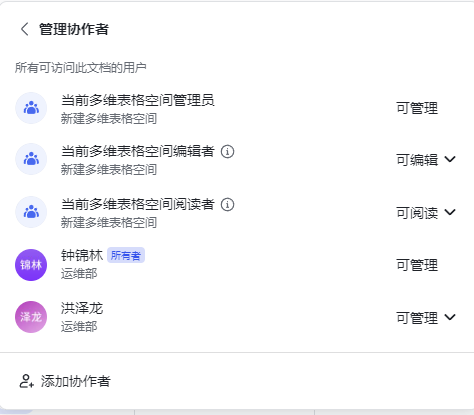 管理协作者
所有可访问此文档的用户
当前多维表格空间管理员
新建多维表格空间
可管理
当前多维表格空间编辑者
新建多维表格空间
可编辑
当前多维表格空间阅读者
新建多维表格空间
可阅读
锦林
钟锦林 所有者
运维部
可管理
泽龙
洪泽龙
运维部
可管理
添加协作者